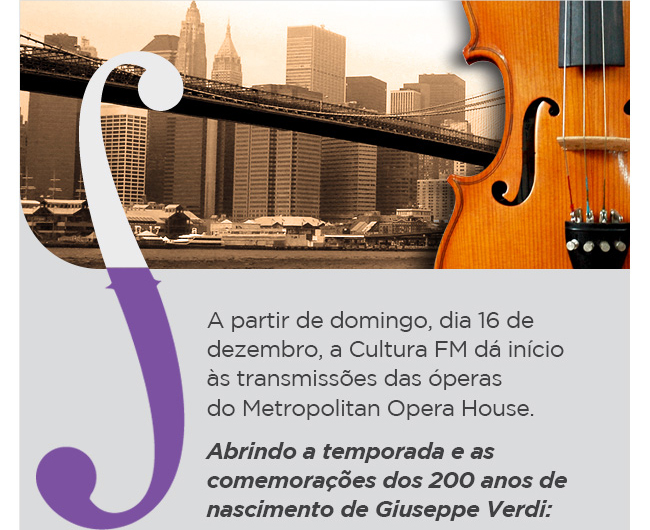 A partir de domingo, dia 16 de
dezembro, a Cultura FM dá início
às transmissões das óperas
do Metropolitan Opera House.
Abrindo a temporada e as
comemorações dos 200 anos de
nascimento de Giuseppe Verdi: